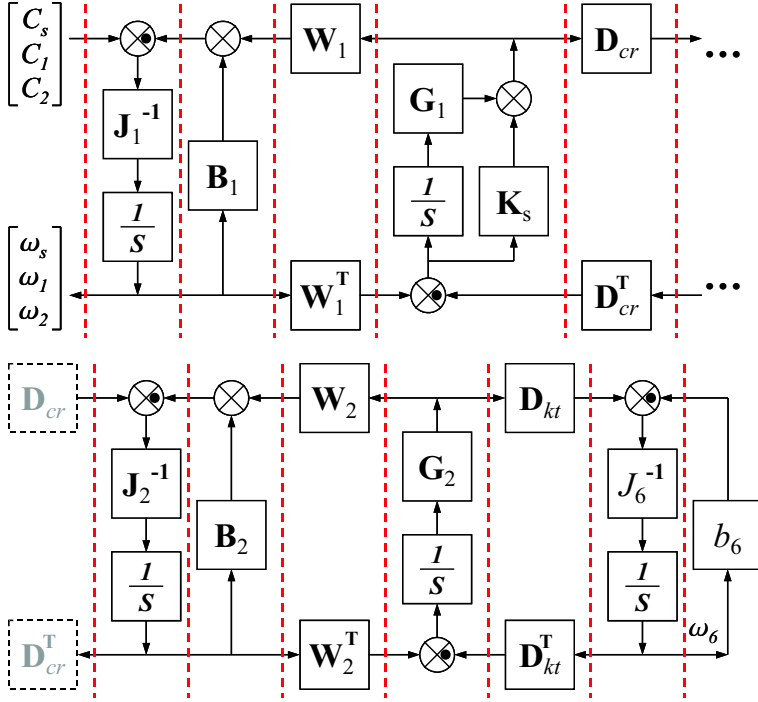 C_s
C_1
C_2
W_1
D_cr
...
J_1^-1
G_1
B_1
1
S
1
S
K_s
ω_s
ω_1
ω_2
W_1^T
D_cr^T
...
D_cr
W_2
D_kt
J_2^-1
G_2
J_6^-1
B_2
b_6
1
S
1
S
1
S
ω_6
D_cr^T
W_2^T
D_kt^T